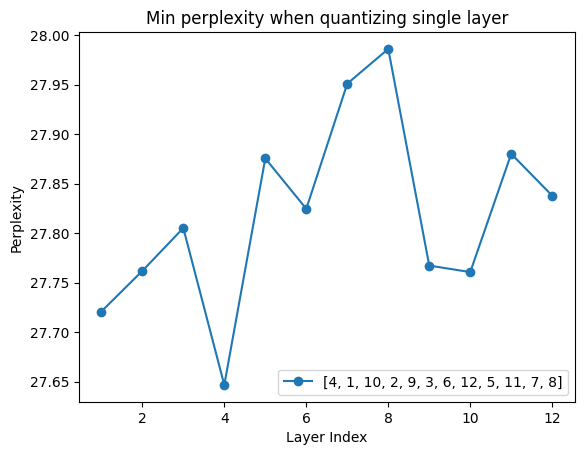 Min perplexity when quantizing single layer
28.00
27.95
27.90
27.85
27.80
27.75
27.70
27.65
Perplexity
[4, 1, 10, 2, 9, 3, 6, 12, 5, 11, 7, 8]
2 4 6 8 10 12
Layer Index